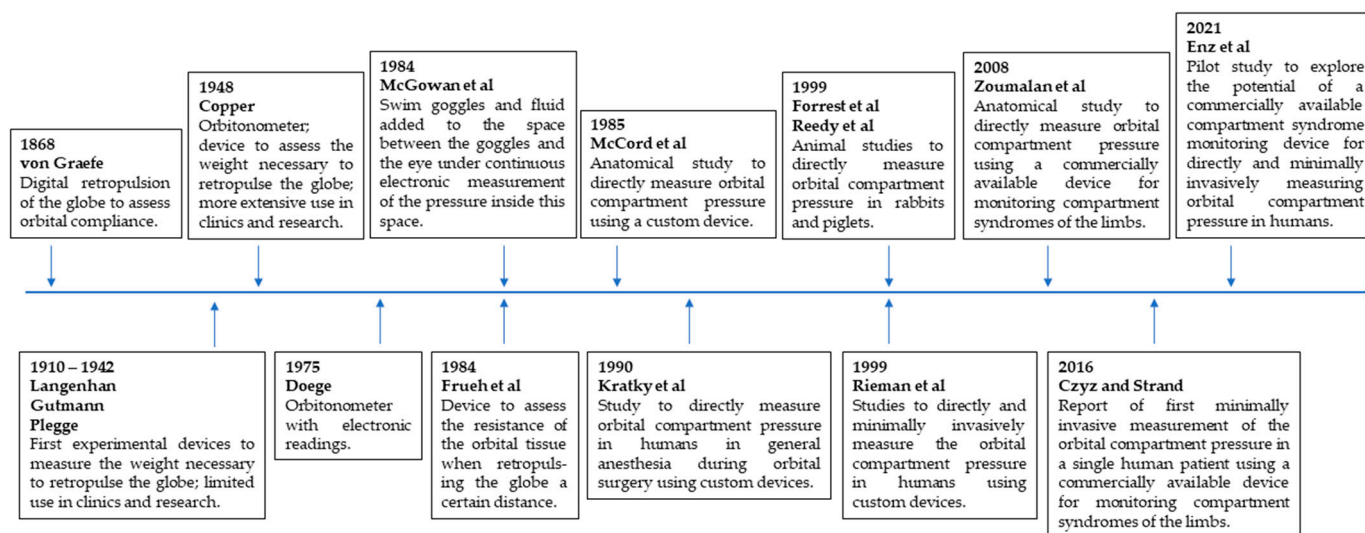 1868
von Graefe
Digital retropulsion
of the globe to assess
orbital compliance.
1948
Copper
Orbitonometer;
device to assess the
weight necessary to
retropulse the globe;
more extensive use in
clinics and research.
1984
McGowan et al
Swim goggles and fluid
added to the space
between the goggles and
the eye under continuous
electronic measurement
of the pressure inside this
space.
1985
McCord et al
Anatomical study to
directly measure orbital
compartment pressure
using a custom device.
1999
Forrest et al
Reedy et al
Animal studies to
directly measure
orbital compartment
pressure in rabbits
and piglets.
2008
Zoumalan et al
Anatomical study to
directly measure orbital
compartment pressure
using a commercially
available device for
monitoring compartment
syndromes of the limbs.
2021
Enz et al
Pilot study to explore
the potential of a
commercially available
compartment syndrome
monitoring device for
directly and minimally
invasively measuring
orbital compartment
pressure in humans.
1910 – 1942
Langenhan
Gutmann
Plegge
First experimental devices to
measure the weight necessary
to retropulse the globe; limited
use in clinics and research.
1975
Doege
Orbitonometer
with electronic
readings.
1984
Frueh et al
Device to assess
the resistance of
the orbital tissue
when retropuls-
ing the globe a
certain distance.
1990
Kratky et al
Study to directly measure
orbital compartment pressure
in humans in general
anesthesia during orbital
surgery using custom devices.
1999
Rieman et al
Studies to directly and
minimally invasively
measure the orbital
compartment pressure
in humans using
custom devices.
2016
Czyz and Strand
Report of first minimally
invasive measurement of the
orbital compartment pressure in
a single human patient using a
commercially available device
for monitoring compartment
syndromes of the limbs.